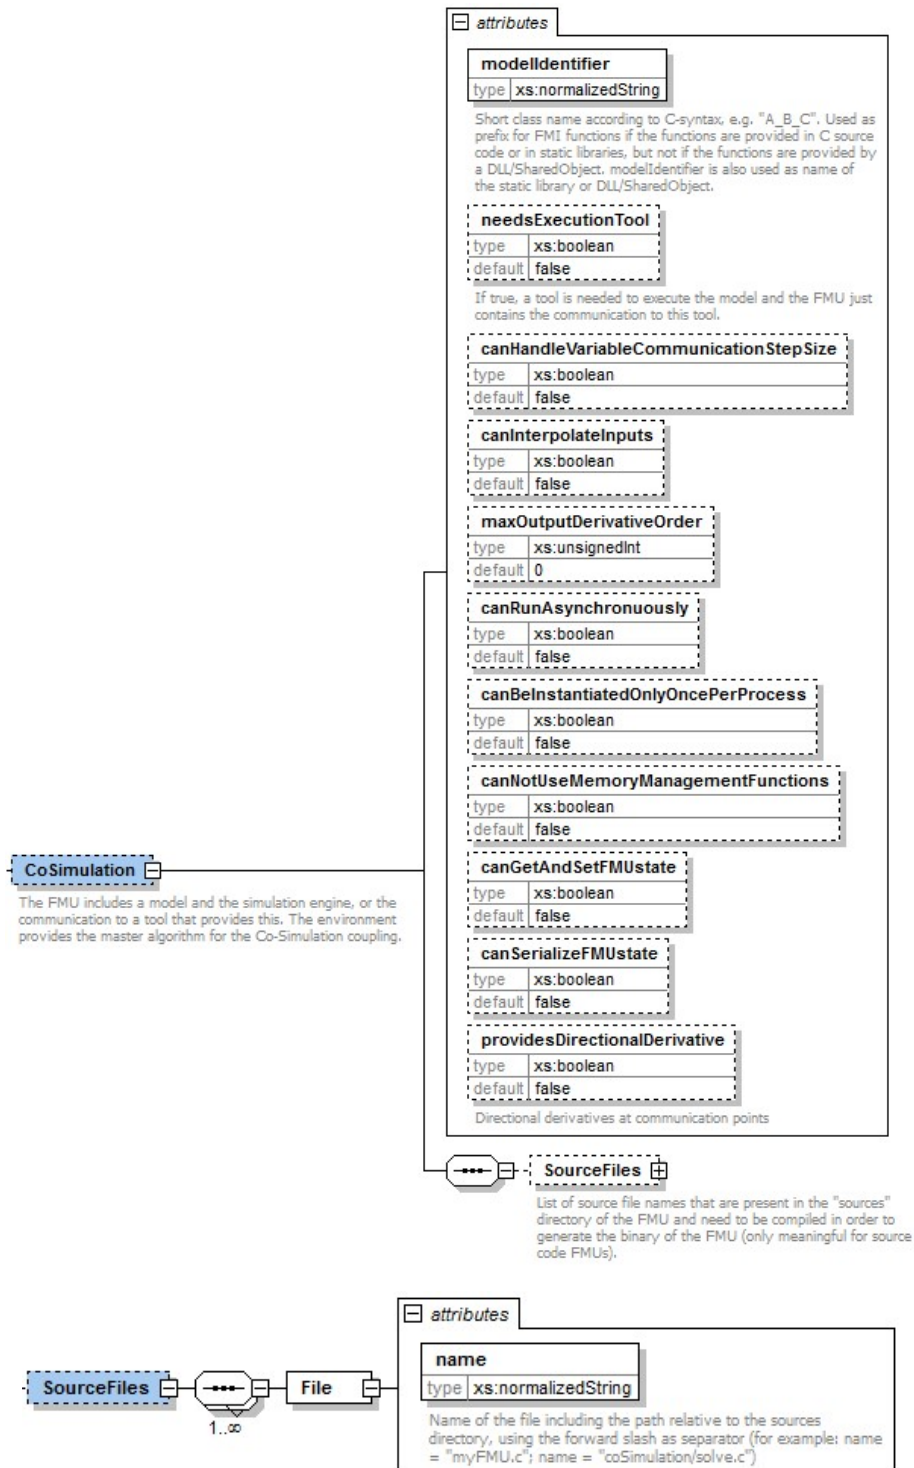 attributes
modelIdentifier
type xs:normalizedString
Short class name according to C-syntax, e.g. "A_B_C". Used as
prefix for FMI functions if the functions are provided in C source
code or in static libraries, but not if the functions are provided by
a DLL/SharedObject. modelIdentifier is also used as name of
the static library or DLL/SharedObject.
needsExecutionTool
type xs:boolean
default false
If true, a tool is needed to execute the model and the FMU just
contains the communication to this tool.
canHandleVariableCommunicationStepSize
type xs:boolean
default false
canInterpolateInputs
type xs:boolean
default false
maxOutputDerivativeOrder
type xs:unsignedInt
default 0
canRunAsynchronuously
type xs:boolean
default false
canBeInstantiatedOnlyOncePerProcess
type xs:boolean
default false
canNotUseMemoryManagementFunctions
type xs:boolean
default false
CoSimulation
The FMU includes a model and the simulation engine, or the
communication to a tool that provides this. The environment
provides the master algorithm for the Co-Simulation coupling.
canGetAndSetFMUstate
type xs:boolean
default false
canSerializeFMUstate
type xs:boolean
default false
providesDirectionalDerivative
type xs:boolean
default false
Directional derivatives at communication points
SourceFiles
List of source file names that are present in the "sources"
directory of the FMU and need to be compiled in order to
generate the binary of the FMU (only meaningful for source
code FMUs).
attributes
SourceFiles
1..∞
File
name
type xs:normalizedString
Name of the file including the path relative to the sources
directory, using the forward slash as separator (for example: name
= "myFMU.c"; name = "coSimulation/solve.c")